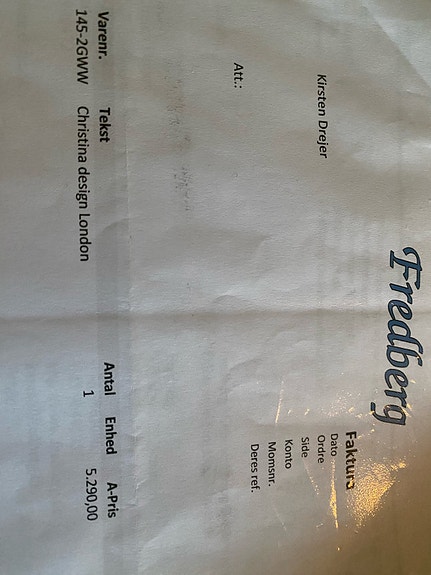 Fredberg
Kirsten Drejer
Faktura
Dato
Ordre
Side
Konto
Momsnr.
Deres ref.
Att.:
Varenr. Tekst Antal Enhed A-Pris
145-2GWW Christina design London 1 5.290,00